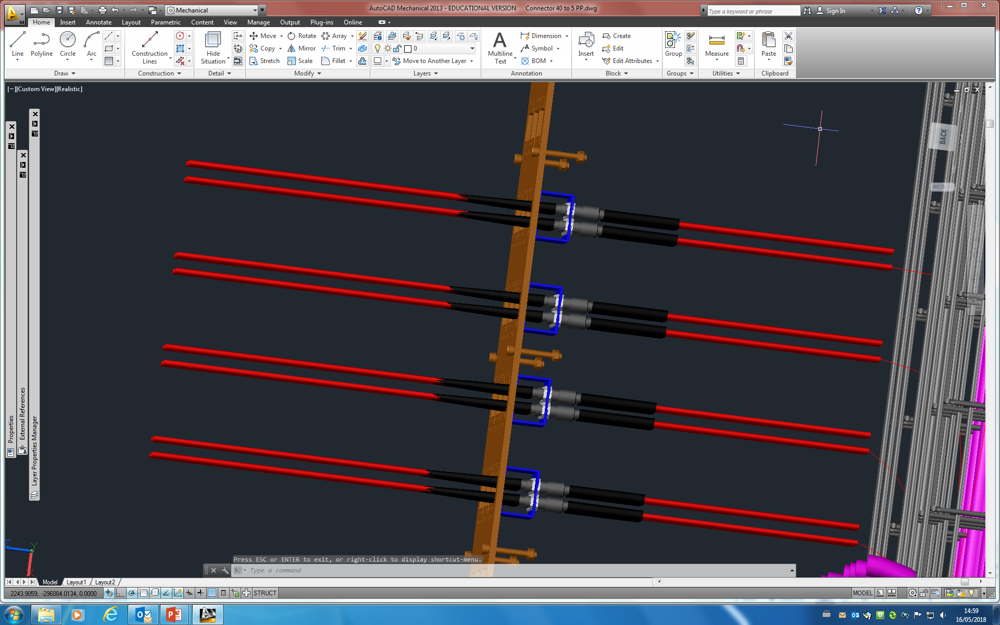 Mechanical
AutoCAD Mechanical 2013 - EDUCATIONAL VERSION Connector 40 to 5 PP.dwg
Type a keyword or phrase
Sign In
M
Home Insert Annotate Layout Parametric Content View Manage Output Plug-ins Online
Line Polyline Circle Arc
Draw
Construction Lines
Construction
Hide Situation
Detail
Move Rotate Array
Copy Mirror Trim
Stretch Scale Fillet
Modify
0
Move to Another Layer
Layers
Multiline Text
Dimension
Symbol
BOM
Annotation
Insert
Create
Edit
Edit Attributes
Block
Group
Groups
Measure
Utilities
Paste
Clipboard
[−][Custom View][Realistic]
BACK
WCS
Properties
External References
Layer Properties Manager
Z
Y
X
Press ESC or ENTER to exit, or right-click to display shortcut-menu.
Type a command
Model Layout1 Layout2
2243.9059, -296084.0134, 0.0000
STRUCT
MODEL
14:59
16/05/2018